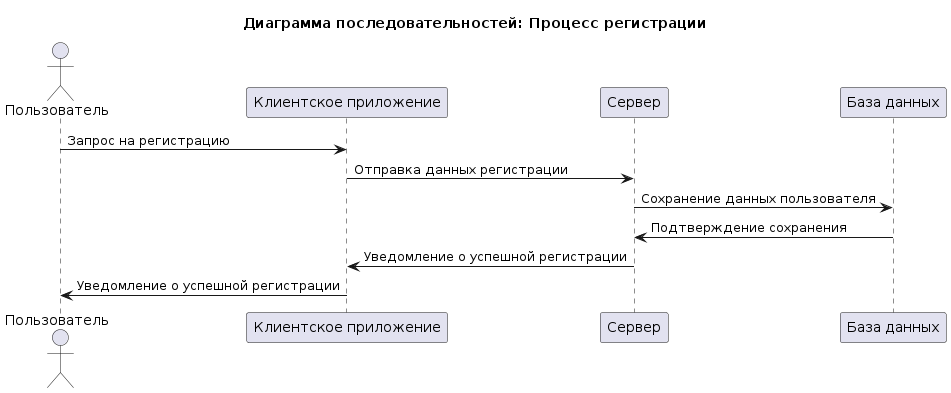 Диаграмма последовательностей: Процесс регистрации
Пользователь
Клиентское приложение
Сервер
База данных
Запрос на регистрацию
Отправка данных регистрации
Сохранение данных пользователя
Подтверждение сохранения
Уведомление о успешной регистрации
Уведомление о успешной регистрации
Пользователь
Клиентское приложение
Сервер
База данных